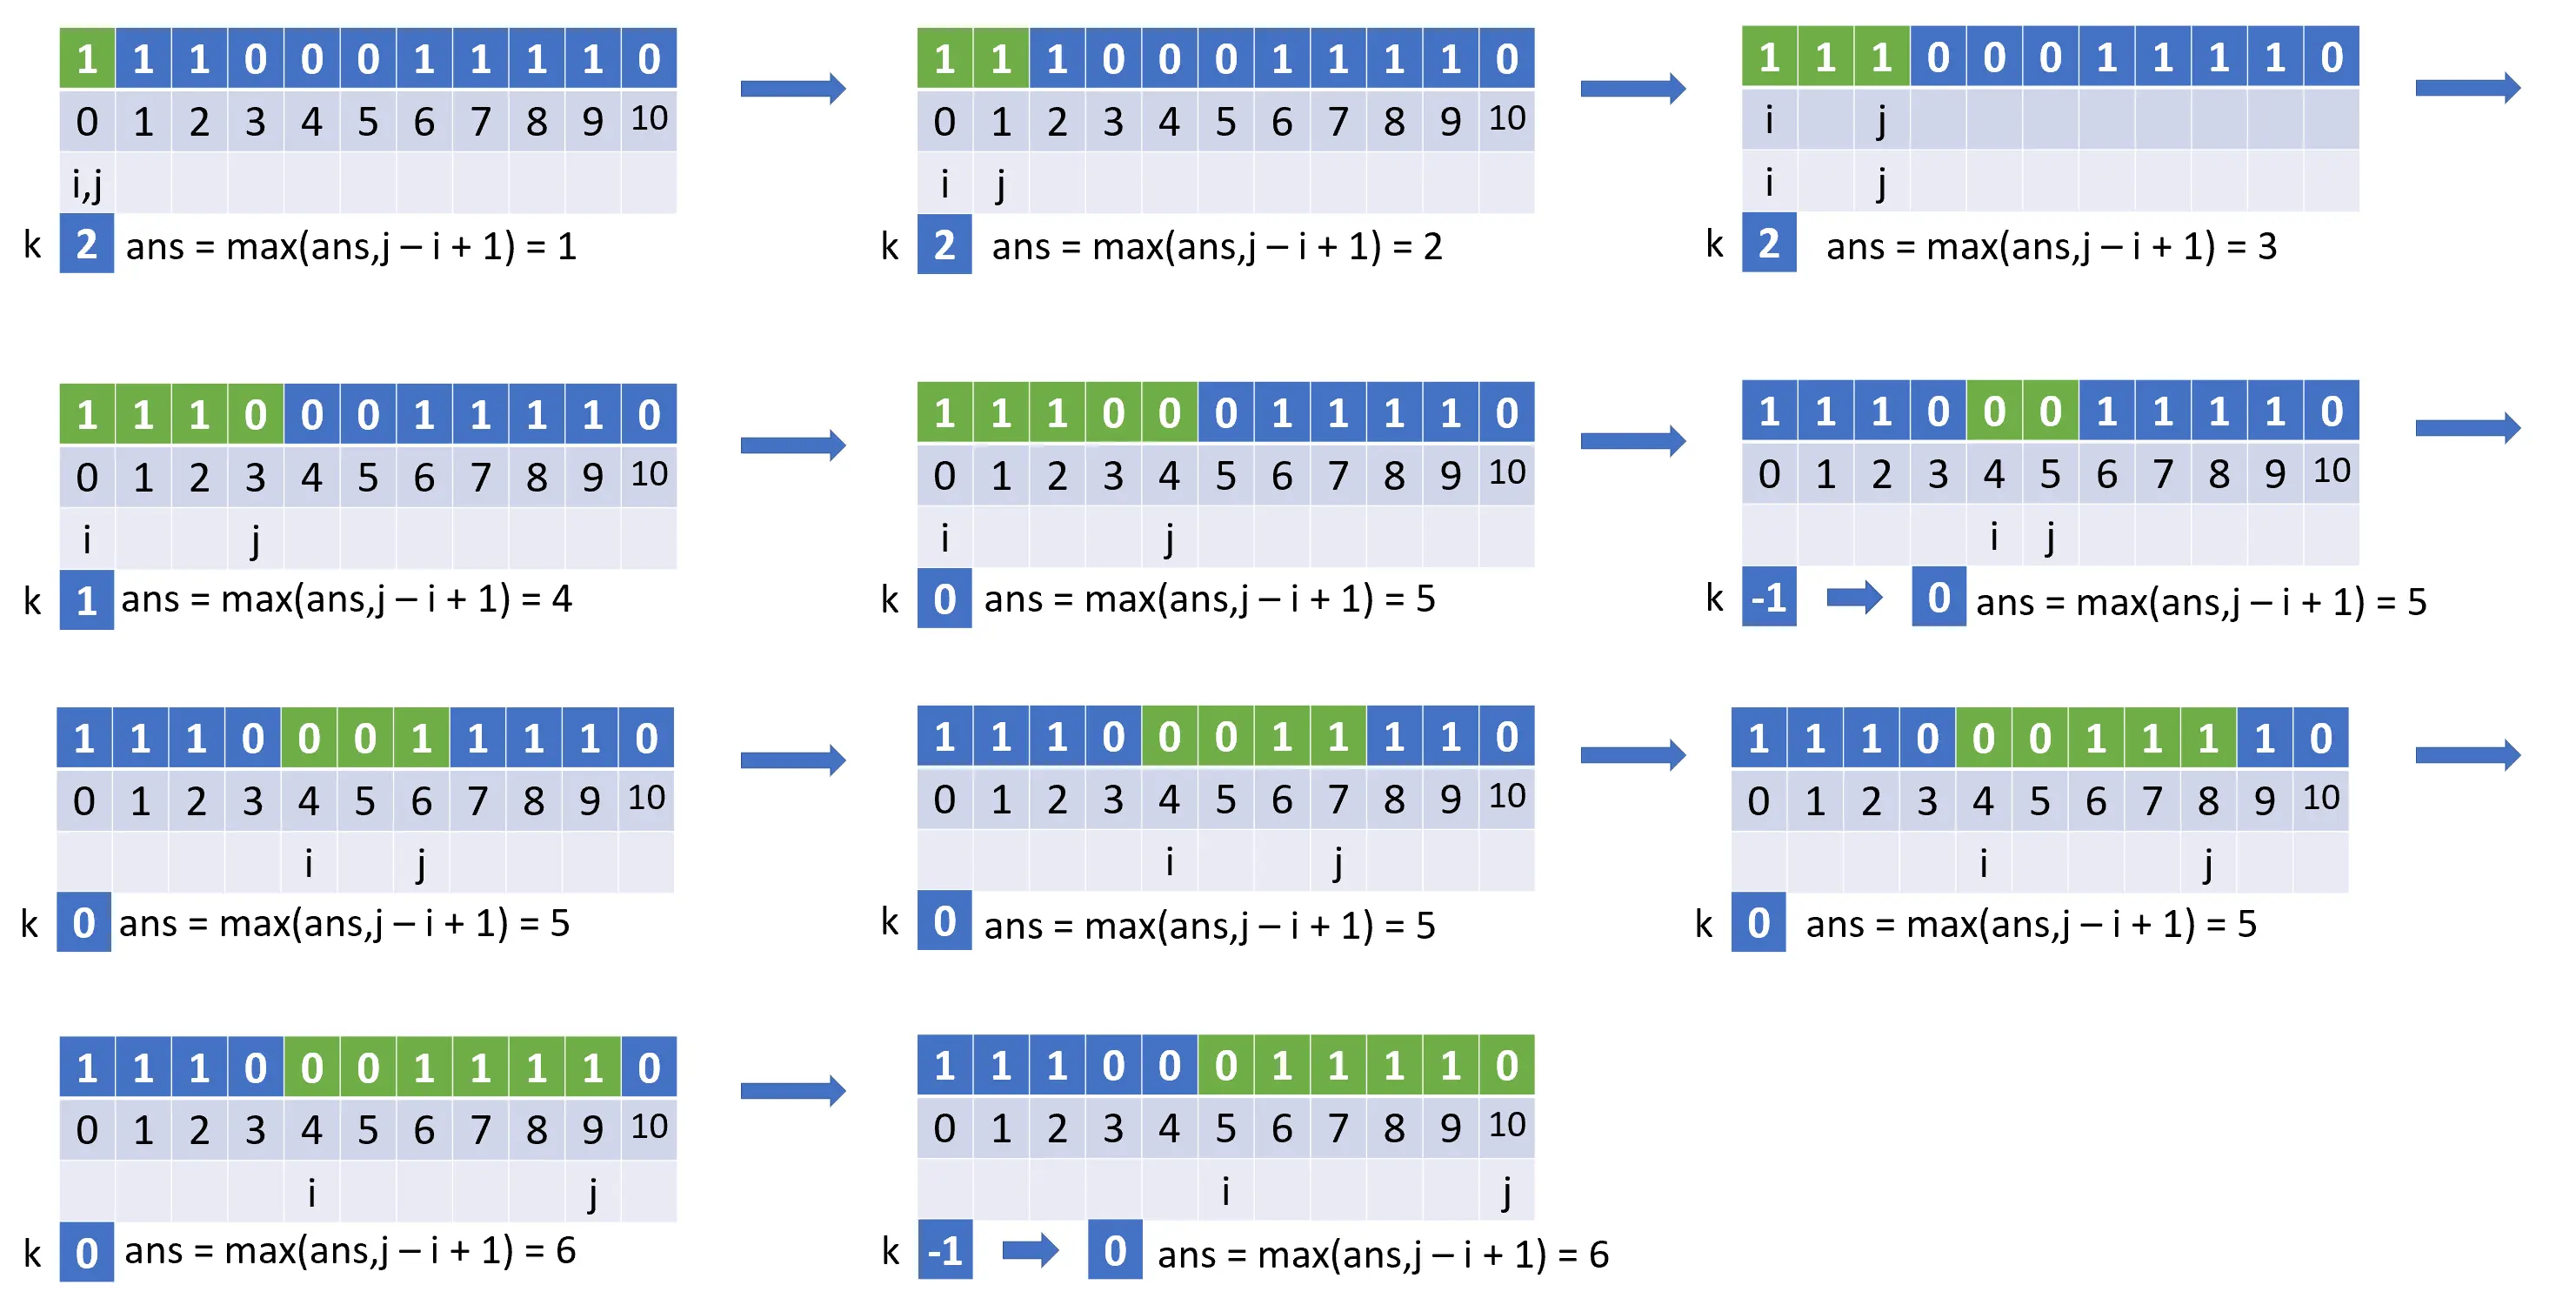 1 1 1 0 0 0 1 1 1 1 0
0 1 2 3 4 5 6 7 8 9 10
i,j
k 2 ans = max(ans,j – i + 1) = 1
1 1 1 0 0 0 1 1 1 1 0
0 1 2 3 4 5 6 7 8 9 10
i j
k 2 ans = max(ans,j – i + 1) = 2
1 1 1 0 0 0 1 1 1 1 0
i j
i j
k 2 ans = max(ans,j – i + 1) = 3
1 1 1 0 0 0 1 1 1 1 0
0 1 2 3 4 5 6 7 8 9 10
i j
k 1 ans = max(ans,j – i + 1) = 4
1 1 1 0 0 0 1 1 1 1 0
0 1 2 3 4 5 6 7 8 9 10
i j
k 0 ans = max(ans,j – i + 1) = 5
1 1 1 0 0 0 1 1 1 1 0
0 1 2 3 4 5 6 7 8 9 10
i j
k -1 0 ans = max(ans,j – i + 1) = 5
1 1 1 0 0 0 1 1 1 1 0
0 1 2 3 4 5 6 7 8 9 10
i j
k 0 ans = max(ans,j – i + 1) = 5
1 1 1 0 0 0 1 1 1 1 0
0 1 2 3 4 5 6 7 8 9 10
i j
k 0 ans = max(ans,j – i + 1) = 5
1 1 1 0 0 0 1 1 1 1 0
0 1 2 3 4 5 6 7 8 9 10
i j
k 0 ans = max(ans,j – i + 1) = 5
1 1 1 0 0 0 1 1 1 1 0
0 1 2 3 4 5 6 7 8 9 10
i j
k 0 ans = max(ans,j – i + 1) = 6
1 1 1 0 0 0 1 1 1 1 0
0 1 2 3 4 5 6 7 8 9 10
i j
k -1 0 ans = max(ans,j – i + 1) = 6